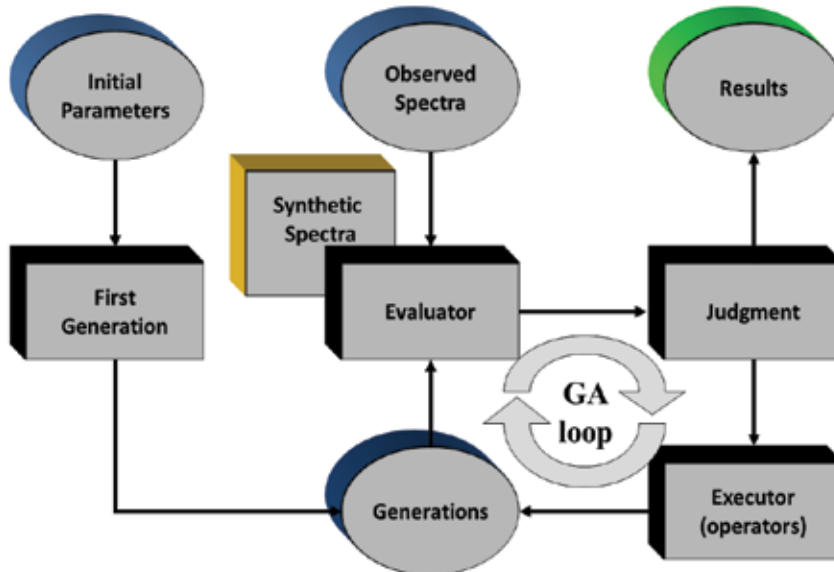 Initial
Parameters
Observed
Spectra
Results
Synthetic
Spectra
First
Generation
Evaluator
Judgment
GA
loop
Generations
Executor
(operators)